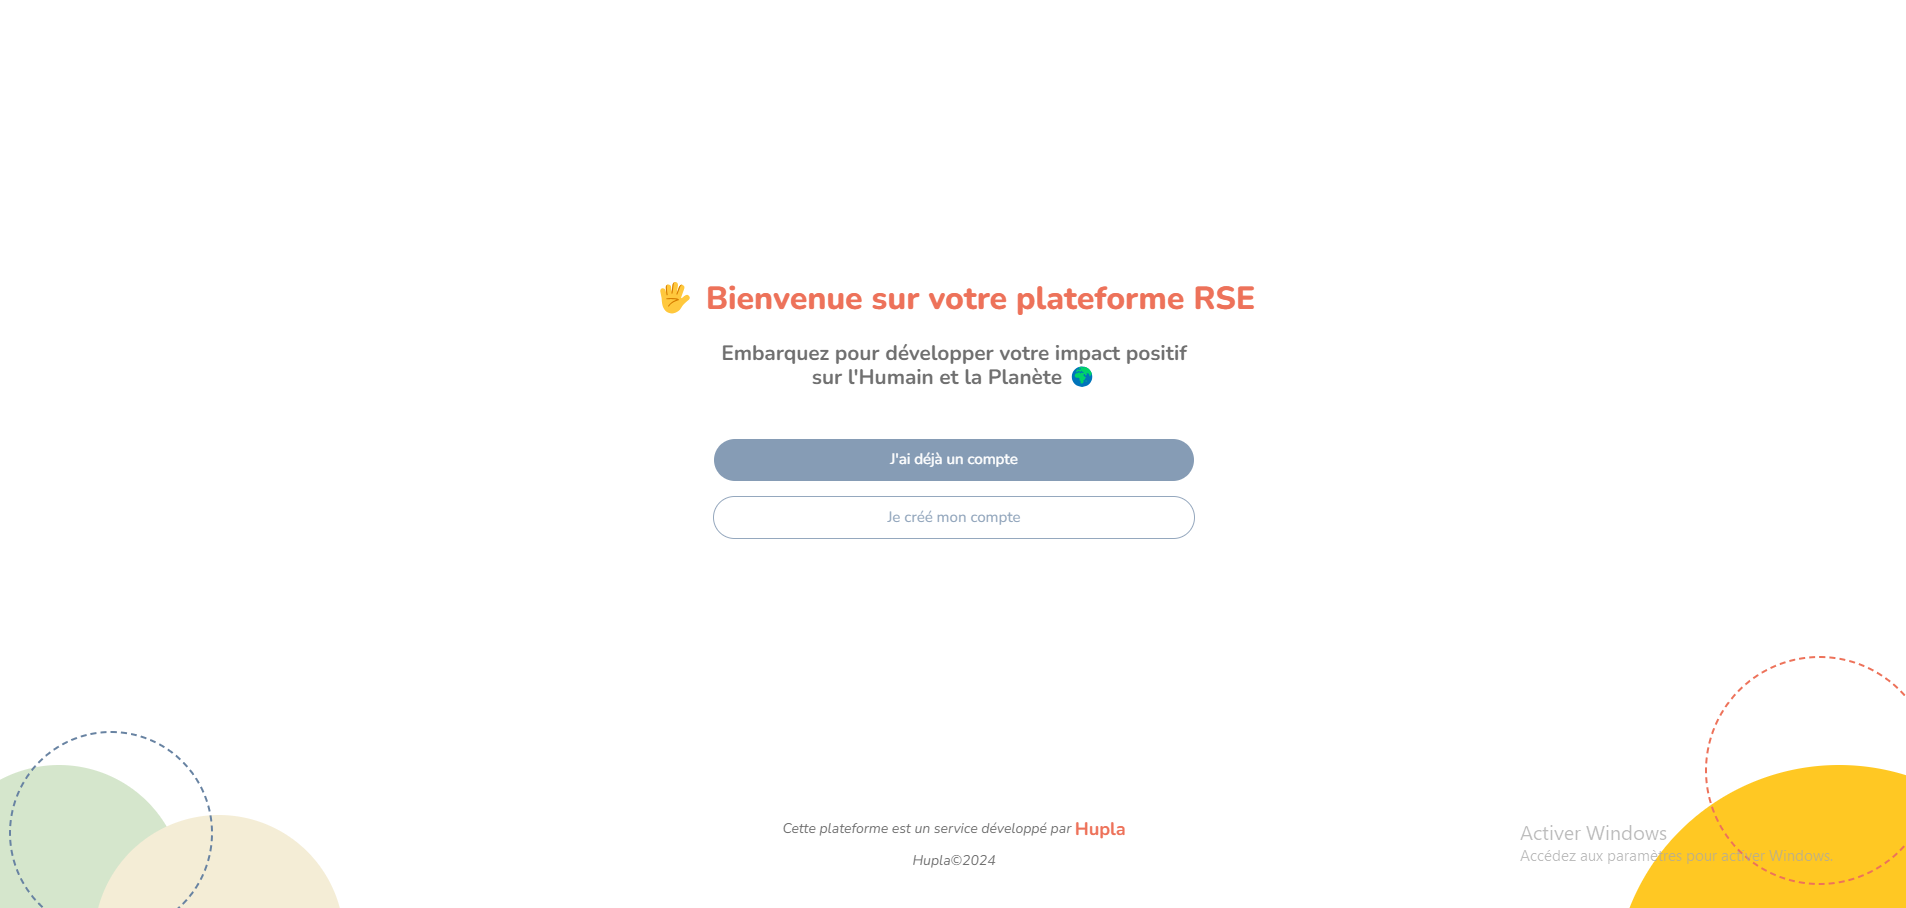 🖐 Bienvenue sur votre plateforme RSE
Embarquez pour développer votre impact positif
sur l'Humain et la Planète 🌍
J'ai déjà un compte
Je créé mon compte
Cette plateforme est un service développé par Hupla
Hupla©2024
Activer Windows
Accédez aux paramètres pour activer Windows.